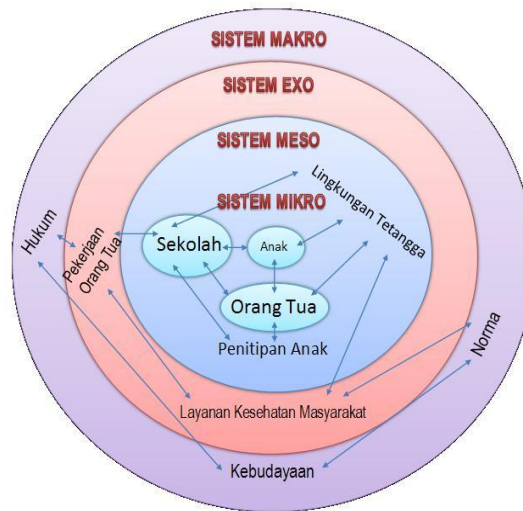 SISTEM MAKRO
SISTEM EXO
SISTEM MESO
SISTEM MIKRO
Lingkungan Tetangga
Hukum
Pekerjaan
Orang Tua
Sekolah
Anak
Orang Tua
Penitipan Anak
Norma
Layanan Kesehatan Masyarakat
Kebudayaan